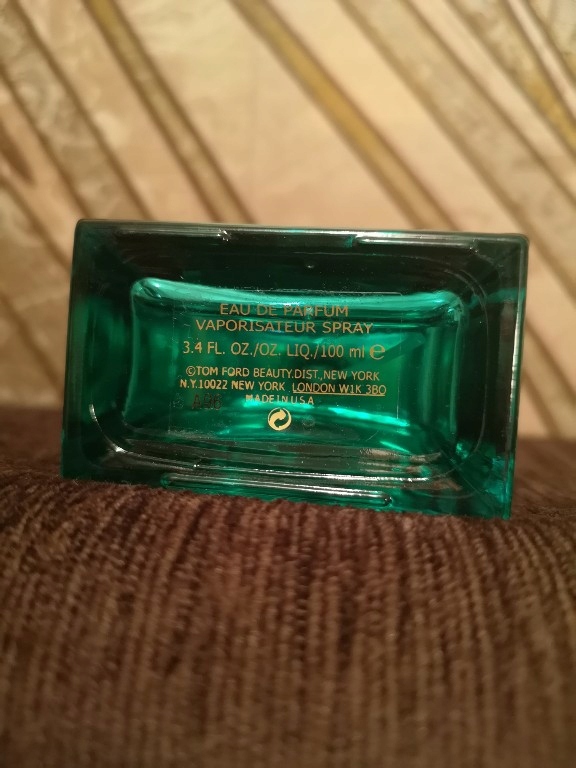 EAU DE PARFUM
VAPORISATEUR SPRAY
3.4 FL. OZ./OZ. LIQ./100 ml ℮
©TOM FORD BEAUTY.DIST.,NEW YORK
N.Y.10022 NEW YORK LONDON W1K 3BO
MADE IN U.S.A